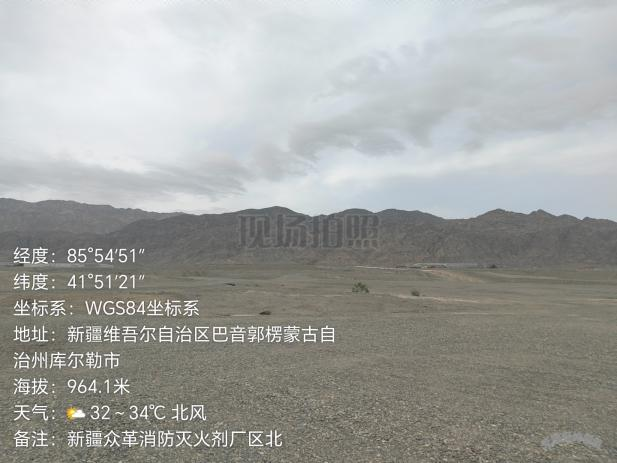 现场拍照
经度：85°54'51"
纬度：41°51'21"
坐标系：WGS84坐标系
地址：新疆维吾尔自治区巴音郭楞蒙古自
治州库尔勒市
海拔：964.1米
天气： 32～34℃ 北风
备注：新疆众革消防灭火剂厂区北